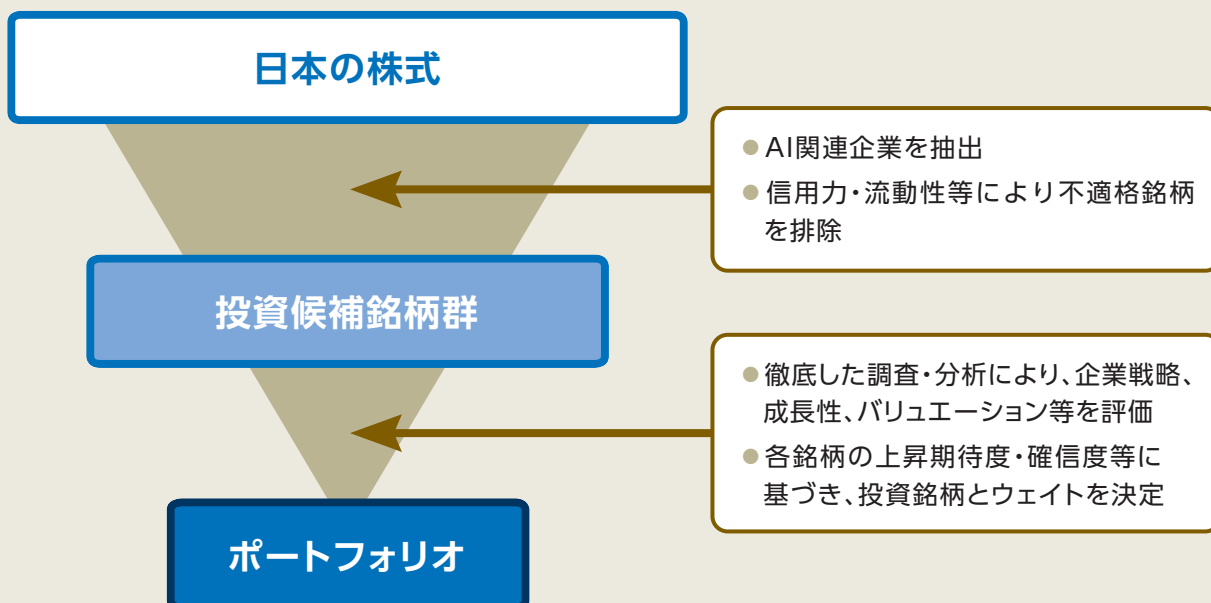 日本の株式
●AI関連企業を抽出
●信用力・流動性等により不適格銘柄
を排除
投資候補銘柄群
●徹底した調査・分析により、企業戦略、
成長性、バリュエーション等を評価
●各銘柄の上昇期待度・確信度等に
基づき、投資銘柄とウェイトを決定
ポートフォリオ